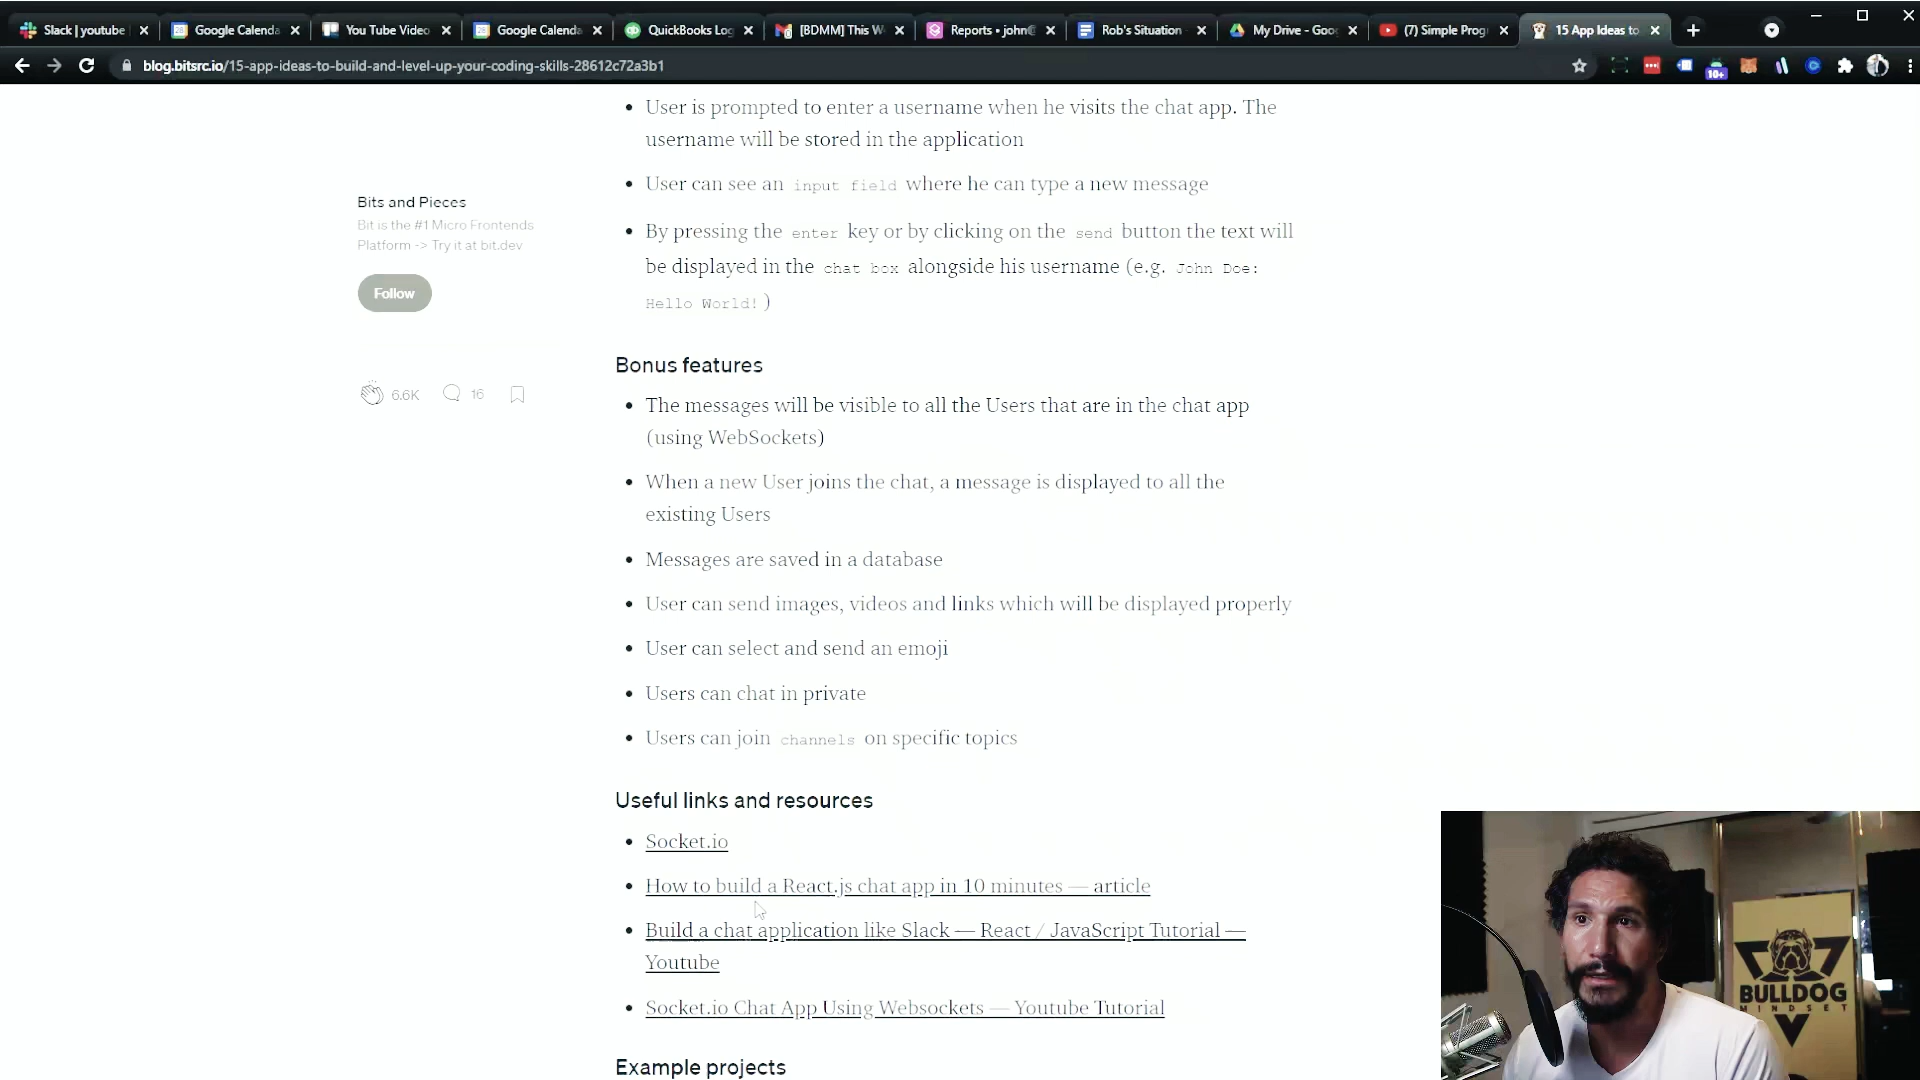 Slack | youtube
Google Calenda
You Tube Video
Google Calenda
QuickBooks Log
[BDMM] This W
Reports • john@
Rob's Situation
My Drive - Goo
(7) Simple Prog
15 App Ideas to
blog.bitsrc.io/15-app-ideas-to-build-and-level-up-your-coding-skills-28612c72a3b1
10+
User is prompted to enter a username when he visits the chat app. The
username will be stored in the application
User can see an input field where he can type a new message
By pressing the enter key or by clicking on the send button the text will
be displayed in the chat box alongside his username (e.g. John Doe:
Hello World! )
Bits and Pieces
Bit is the #1 Micro Frontends
Platform -> Try it at bit.dev
Follow
6.6K 16
Bonus features
The messages will be visible to all the Users that are in the chat app
(using WebSockets)
When a new User joins the chat, a message is displayed to all the
existing Users
Messages are saved in a database
User can send images, videos and links which will be displayed properly
User can select and send an emoji
Users can chat in private
Users can join channels on specific topics
Useful links and resources
Socket.io
How to build a React.js chat app in 10 minutes — article
Build a chat application like Slack — React / JavaScript Tutorial —
Youtube
Socket.io Chat App Using Websockets — Youtube Tutorial
Example projects
BULLDOG
MINDSET